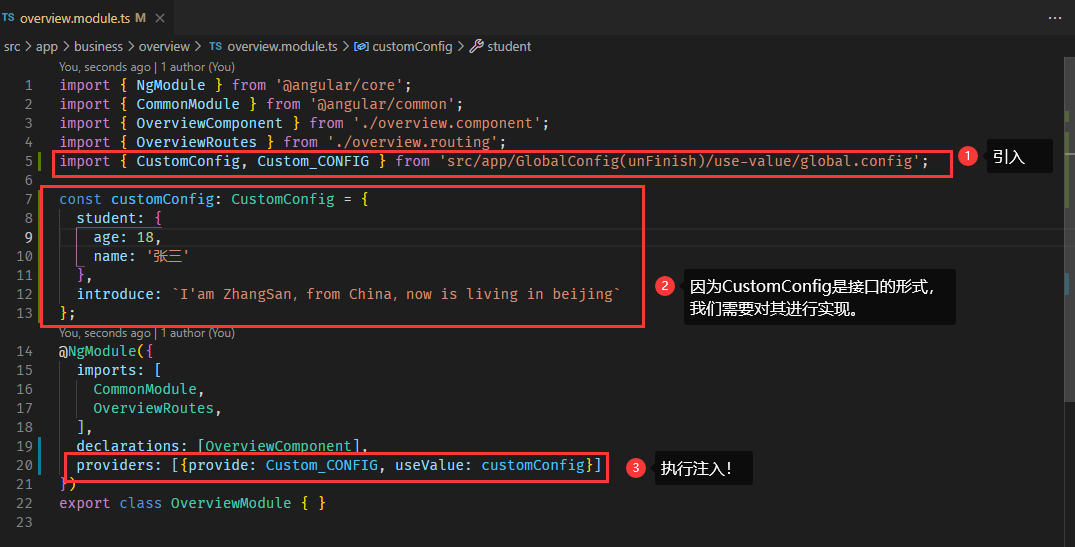 TS overview.module.ts M ×
···
src > app > business > overview > TS overview.module.ts > customConfig > student
You, seconds ago | 1 author (You)
1 import { NgModule } from '@angular/core';
2 import { CommonModule } from '@angular/common';
3 import { OverviewComponent } from './overview.component';
4 import { OverviewRoutes } from './overview.routing';
5 import { CustomConfig, Custom_CONFIG } from 'src/app/GlobalConfig(unFinish)/use-value/global.config';
1 引入
6
7 const customConfig: CustomConfig = {
8 student: {
9 age: 18,
10 name: '张三'
11 },
12 introduce: `I'am ZhangSan, from China, now is living in beijing`
13 };
2 因为CustomConfig是接口的形式，
我们需要对其进行实现。
You, seconds ago | 1 author (You)
14 @NgModule({
15 imports: [
16 CommonModule,
17 OverviewRoutes,
18 ],
19 declarations: [OverviewComponent],
20 providers: [{provide: Custom_CONFIG, useValue: customConfig}]
3 执行注入！
21 })
22 export class OverviewModule { }
23